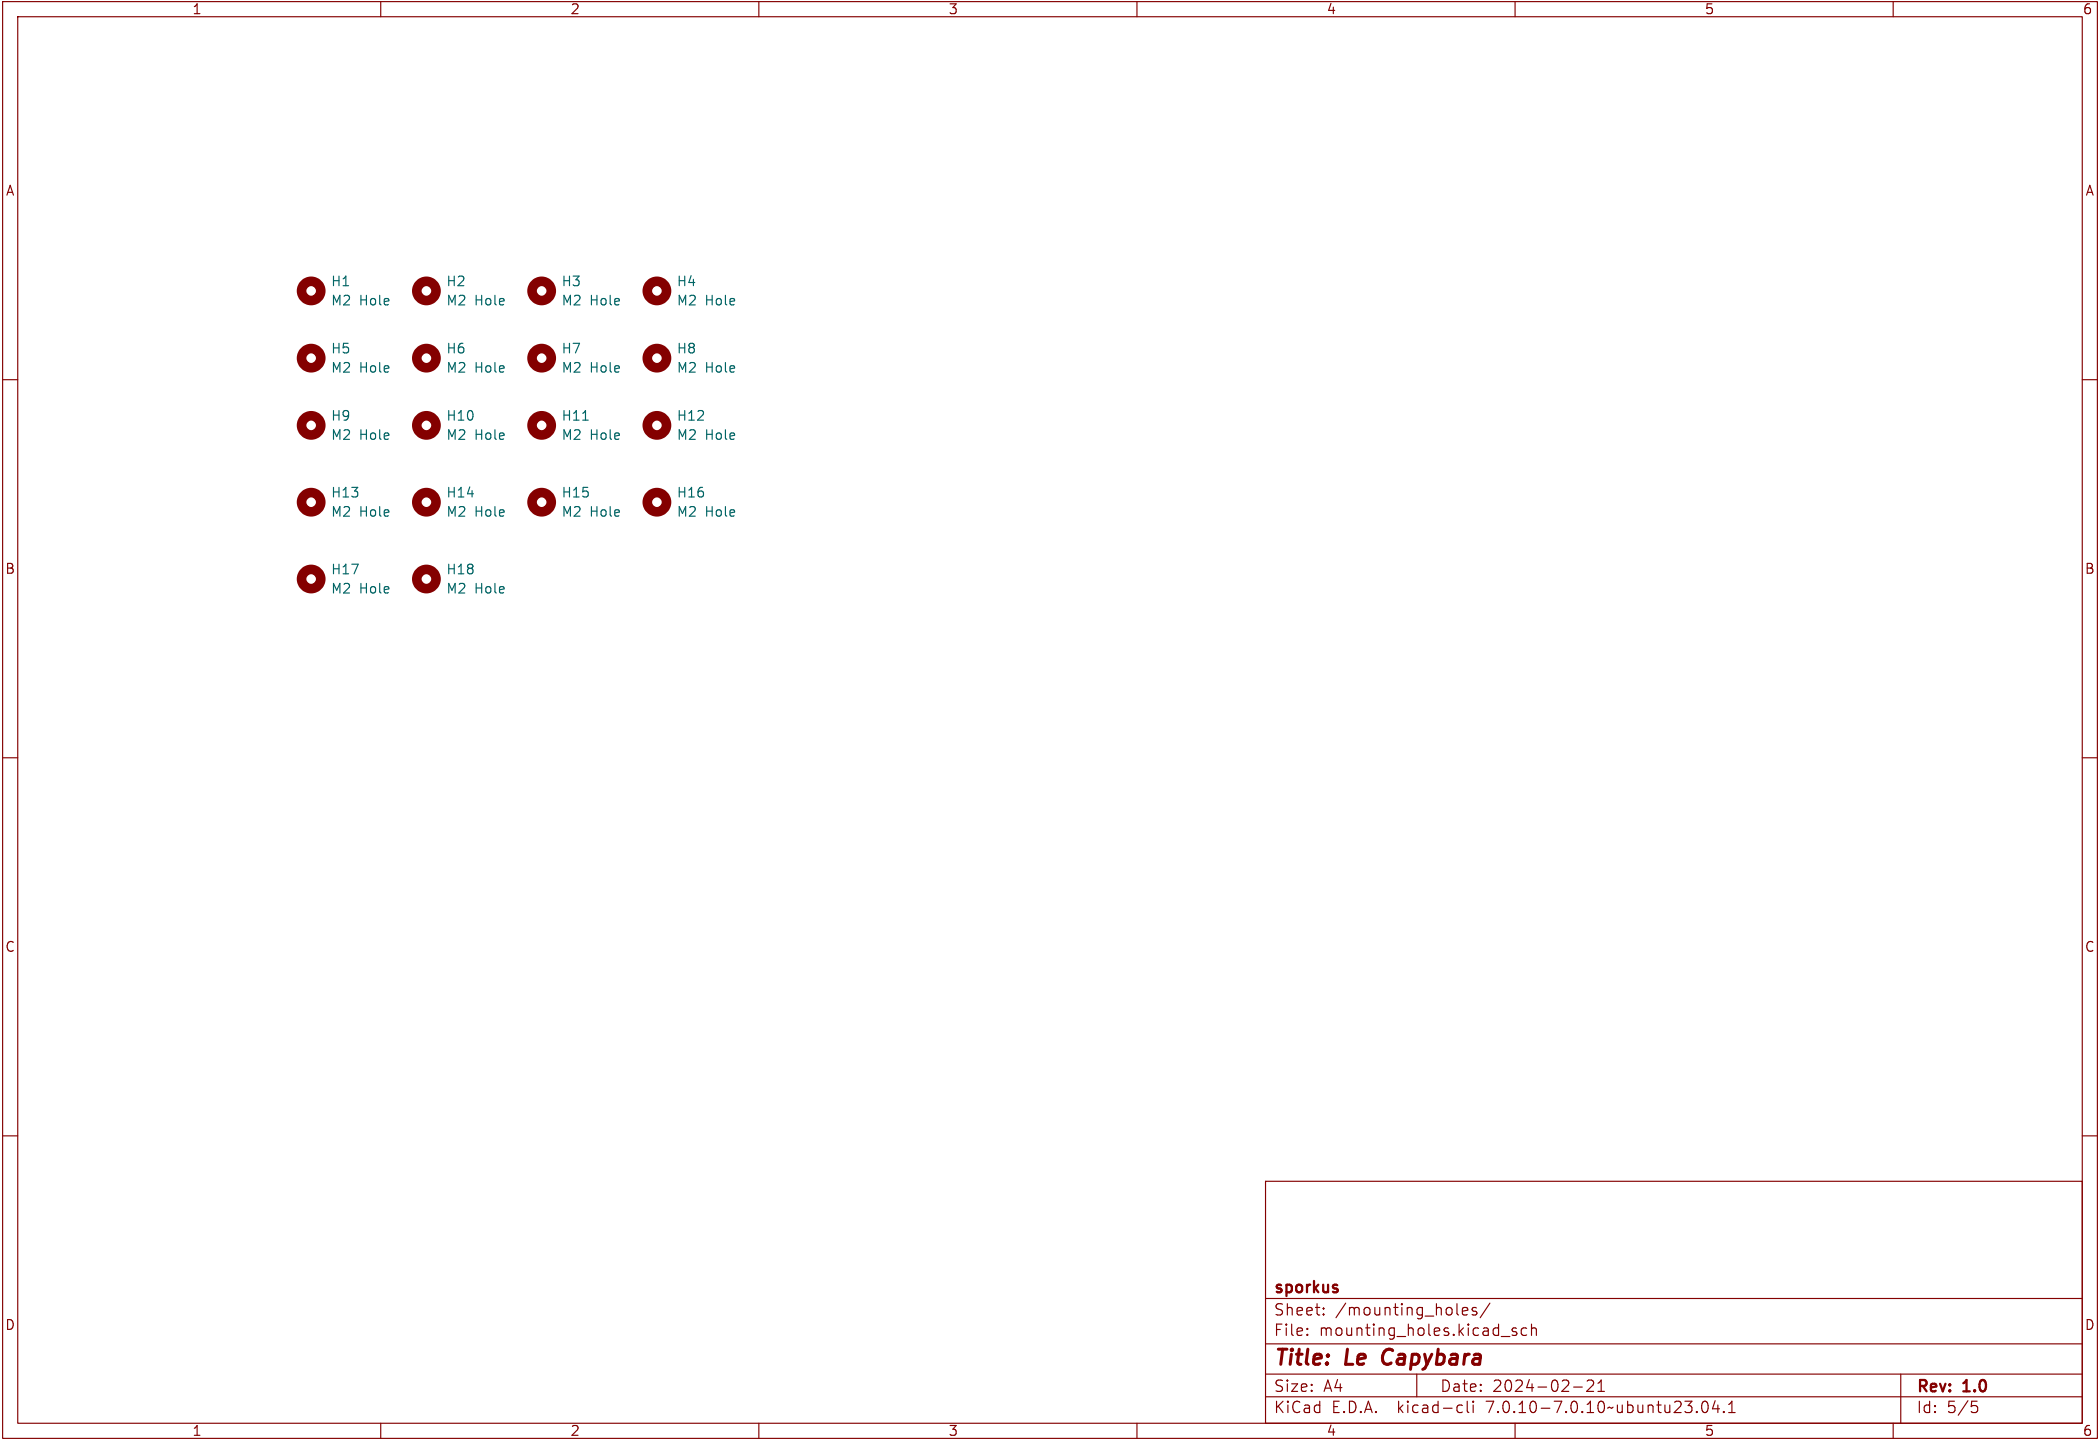 1 2 3 4 5 6
A A
H1 H2 H3 H4
M2 Hole M2 Hole M2 Hole M2 Hole
H5 H6 H7 H8
M2 Hole M2 Hole M2 Hole M2 Hole
H9 H10 H11 H12
M2 Hole M2 Hole M2 Hole M2 Hole
H13 H14 H15 H16
M2 Hole M2 Hole M2 Hole M2 Hole
B B
H17 H18
M2 Hole M2 Hole
C C
sporkus
Sheet: /mounting_holes/
D D
File: mounting_holes.kicad_sch
Title: Le Capybara
Size: A4 Date: 2024-02-21 Rev: 1.0
KiCad E.D.A. kicad-cli 7.0.10-7.0.10~ubuntu23.04.1 Id: 5/5
1 2 3 4 5 6